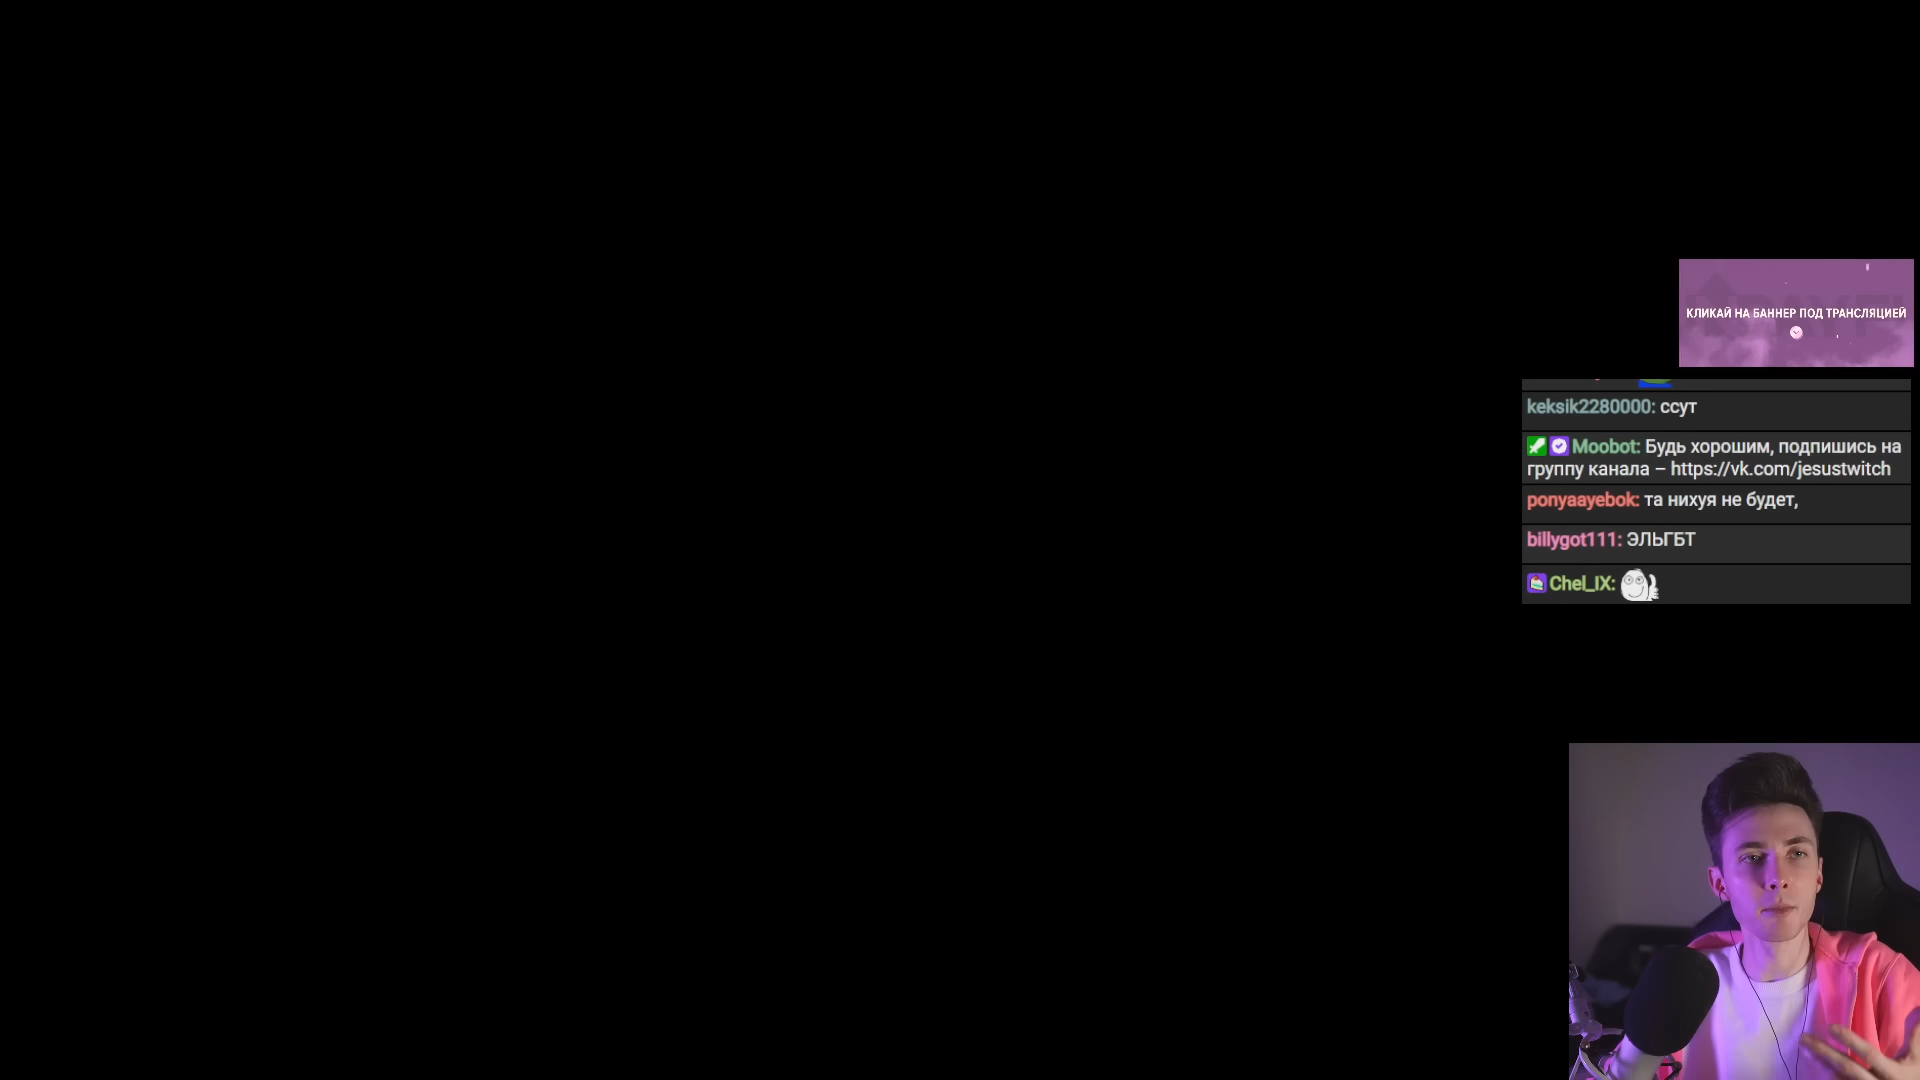 КЛИКАЙ НА БАННЕР ПОД ТРАНСЛЯЦИЕЙ
keksik2280000: ссут
Moobot: Будь хорошим, подпишись на
группу канала – https://vk.com/jesustwitch
ponyaayebok: та нихуя не будет,
billygot111: ЭЛЬГБТ
Chel_IX: